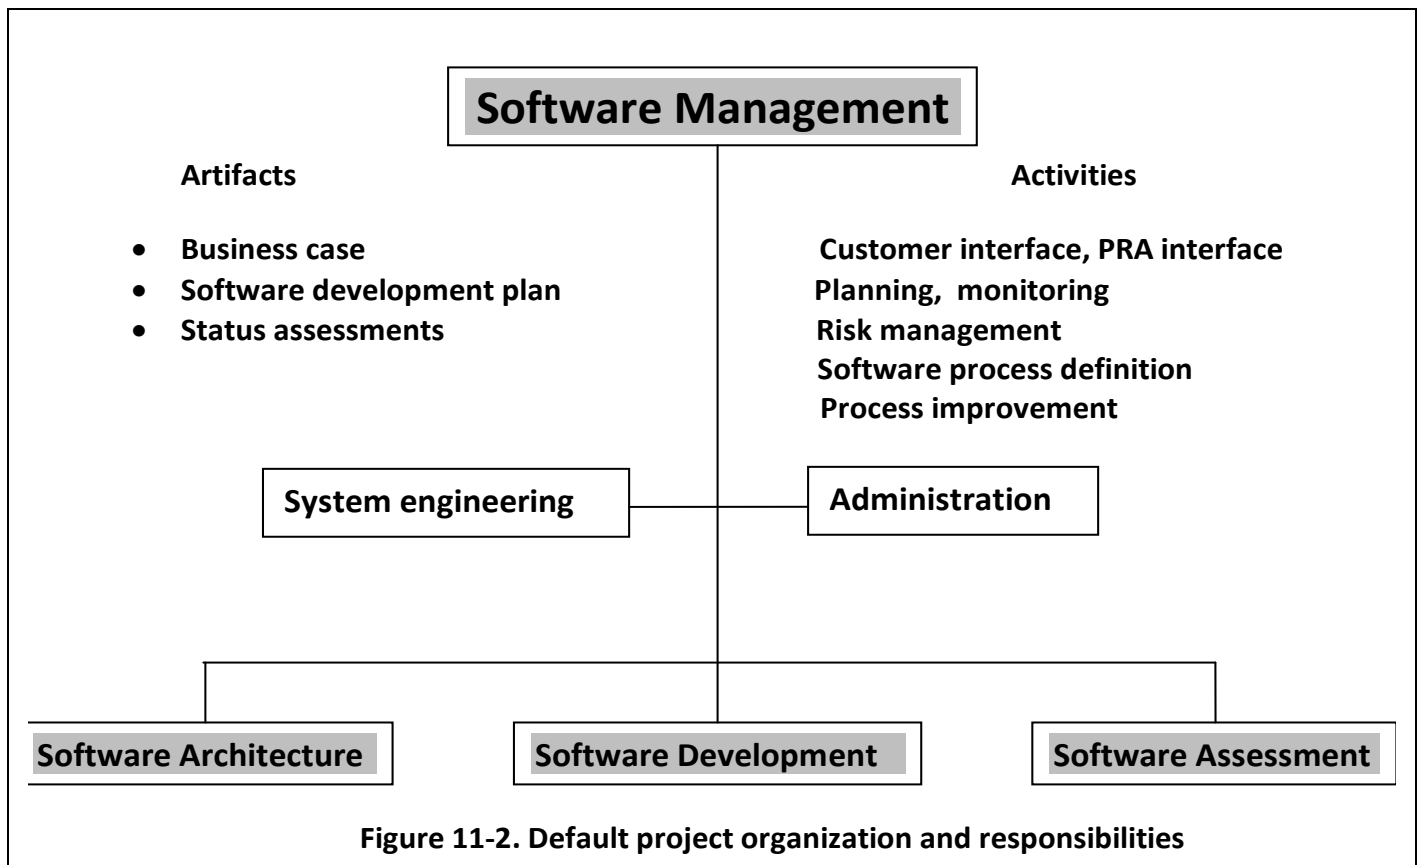 Software Management
Artifacts
Activities
• Business case
• Software development plan
• Status assessments
Customer interface, PRA interface
Planning, monitoring
Risk management
Software process definition
Process improvement
System engineering
Administration
Software Architecture
Software Development
Software Assessment
Figure 11-2. Default project organization and responsibilities